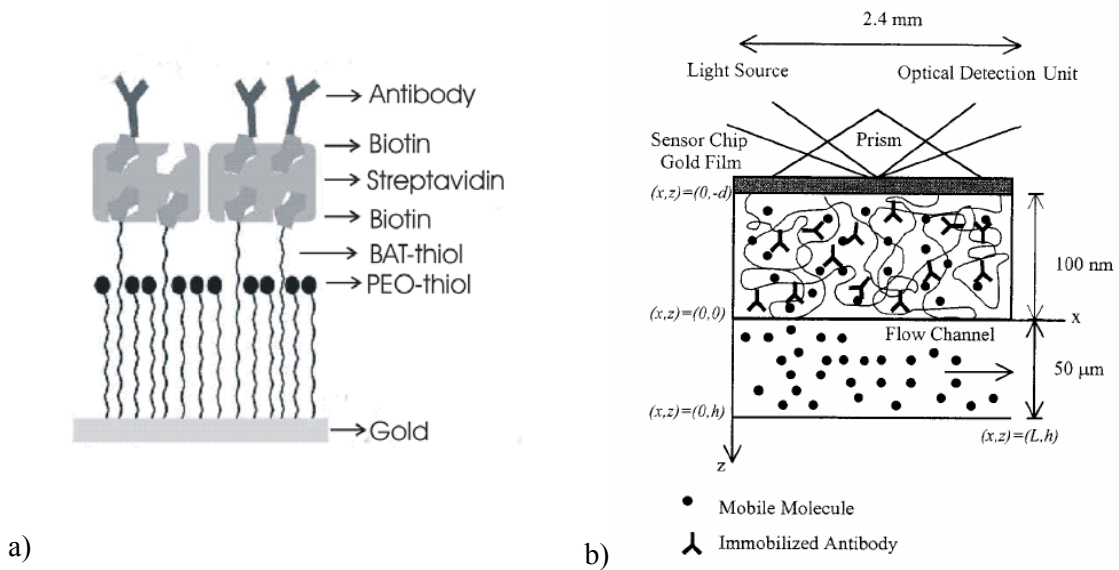 Antibody
Biotin
Streptavidin
Biotin
BAT-thiol
PEO-thiol
Gold
a)
2.4 mm
Light Source
Optical Detection Unit
Sensor Chip
Gold Film
Prism
(x,z)=(0,-d)
100 nm
(x,z)=(0,0)
x
Flow Channel
50 μm
(x,z)=(0,h)
(x,z)=(L,h)
z
Mobile Molecule
Immobilized Antibody
b)